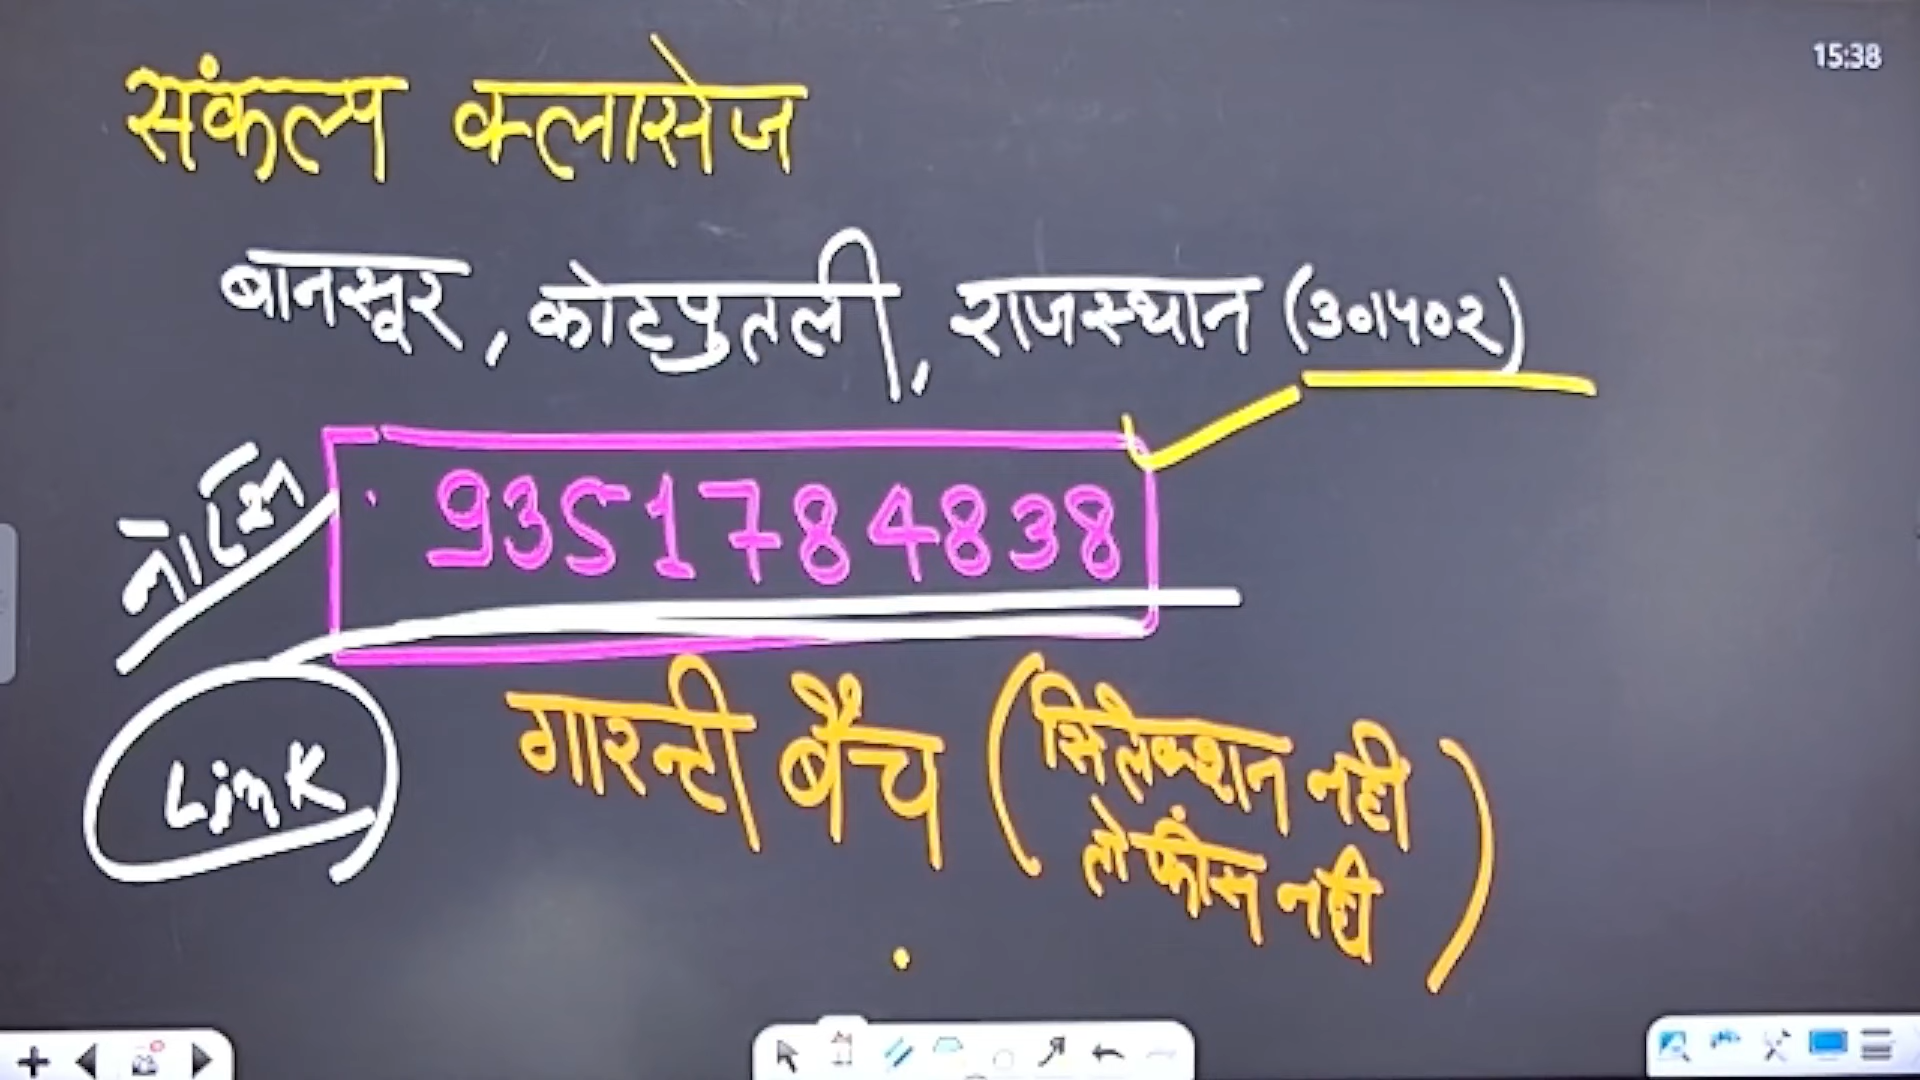 15:38
संकल्प क्लासेज
बानसूर, कोटपुतली, राजस्थान (301402)
9351784838
Link
गारन्टी बैच (सिलैक्शन नही
तो फीस नही)